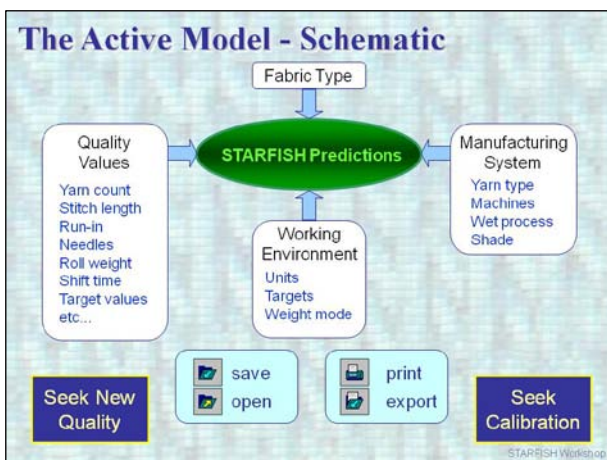 The Active Model - Schematic
Fabric Type
Quality
Values
Yarn count
Stitch length
Run-in
Needles
Roll weight
Shift time
Target values
etc...
STARFISH Predictions
Manufacturing
System
Yarn type
Machines
Wet process
Shade
Working
Environment
Units
Targets
Weight mode
Seek New
Quality
save
open
print
export
Seek
Calibration
STARFISH Workshop